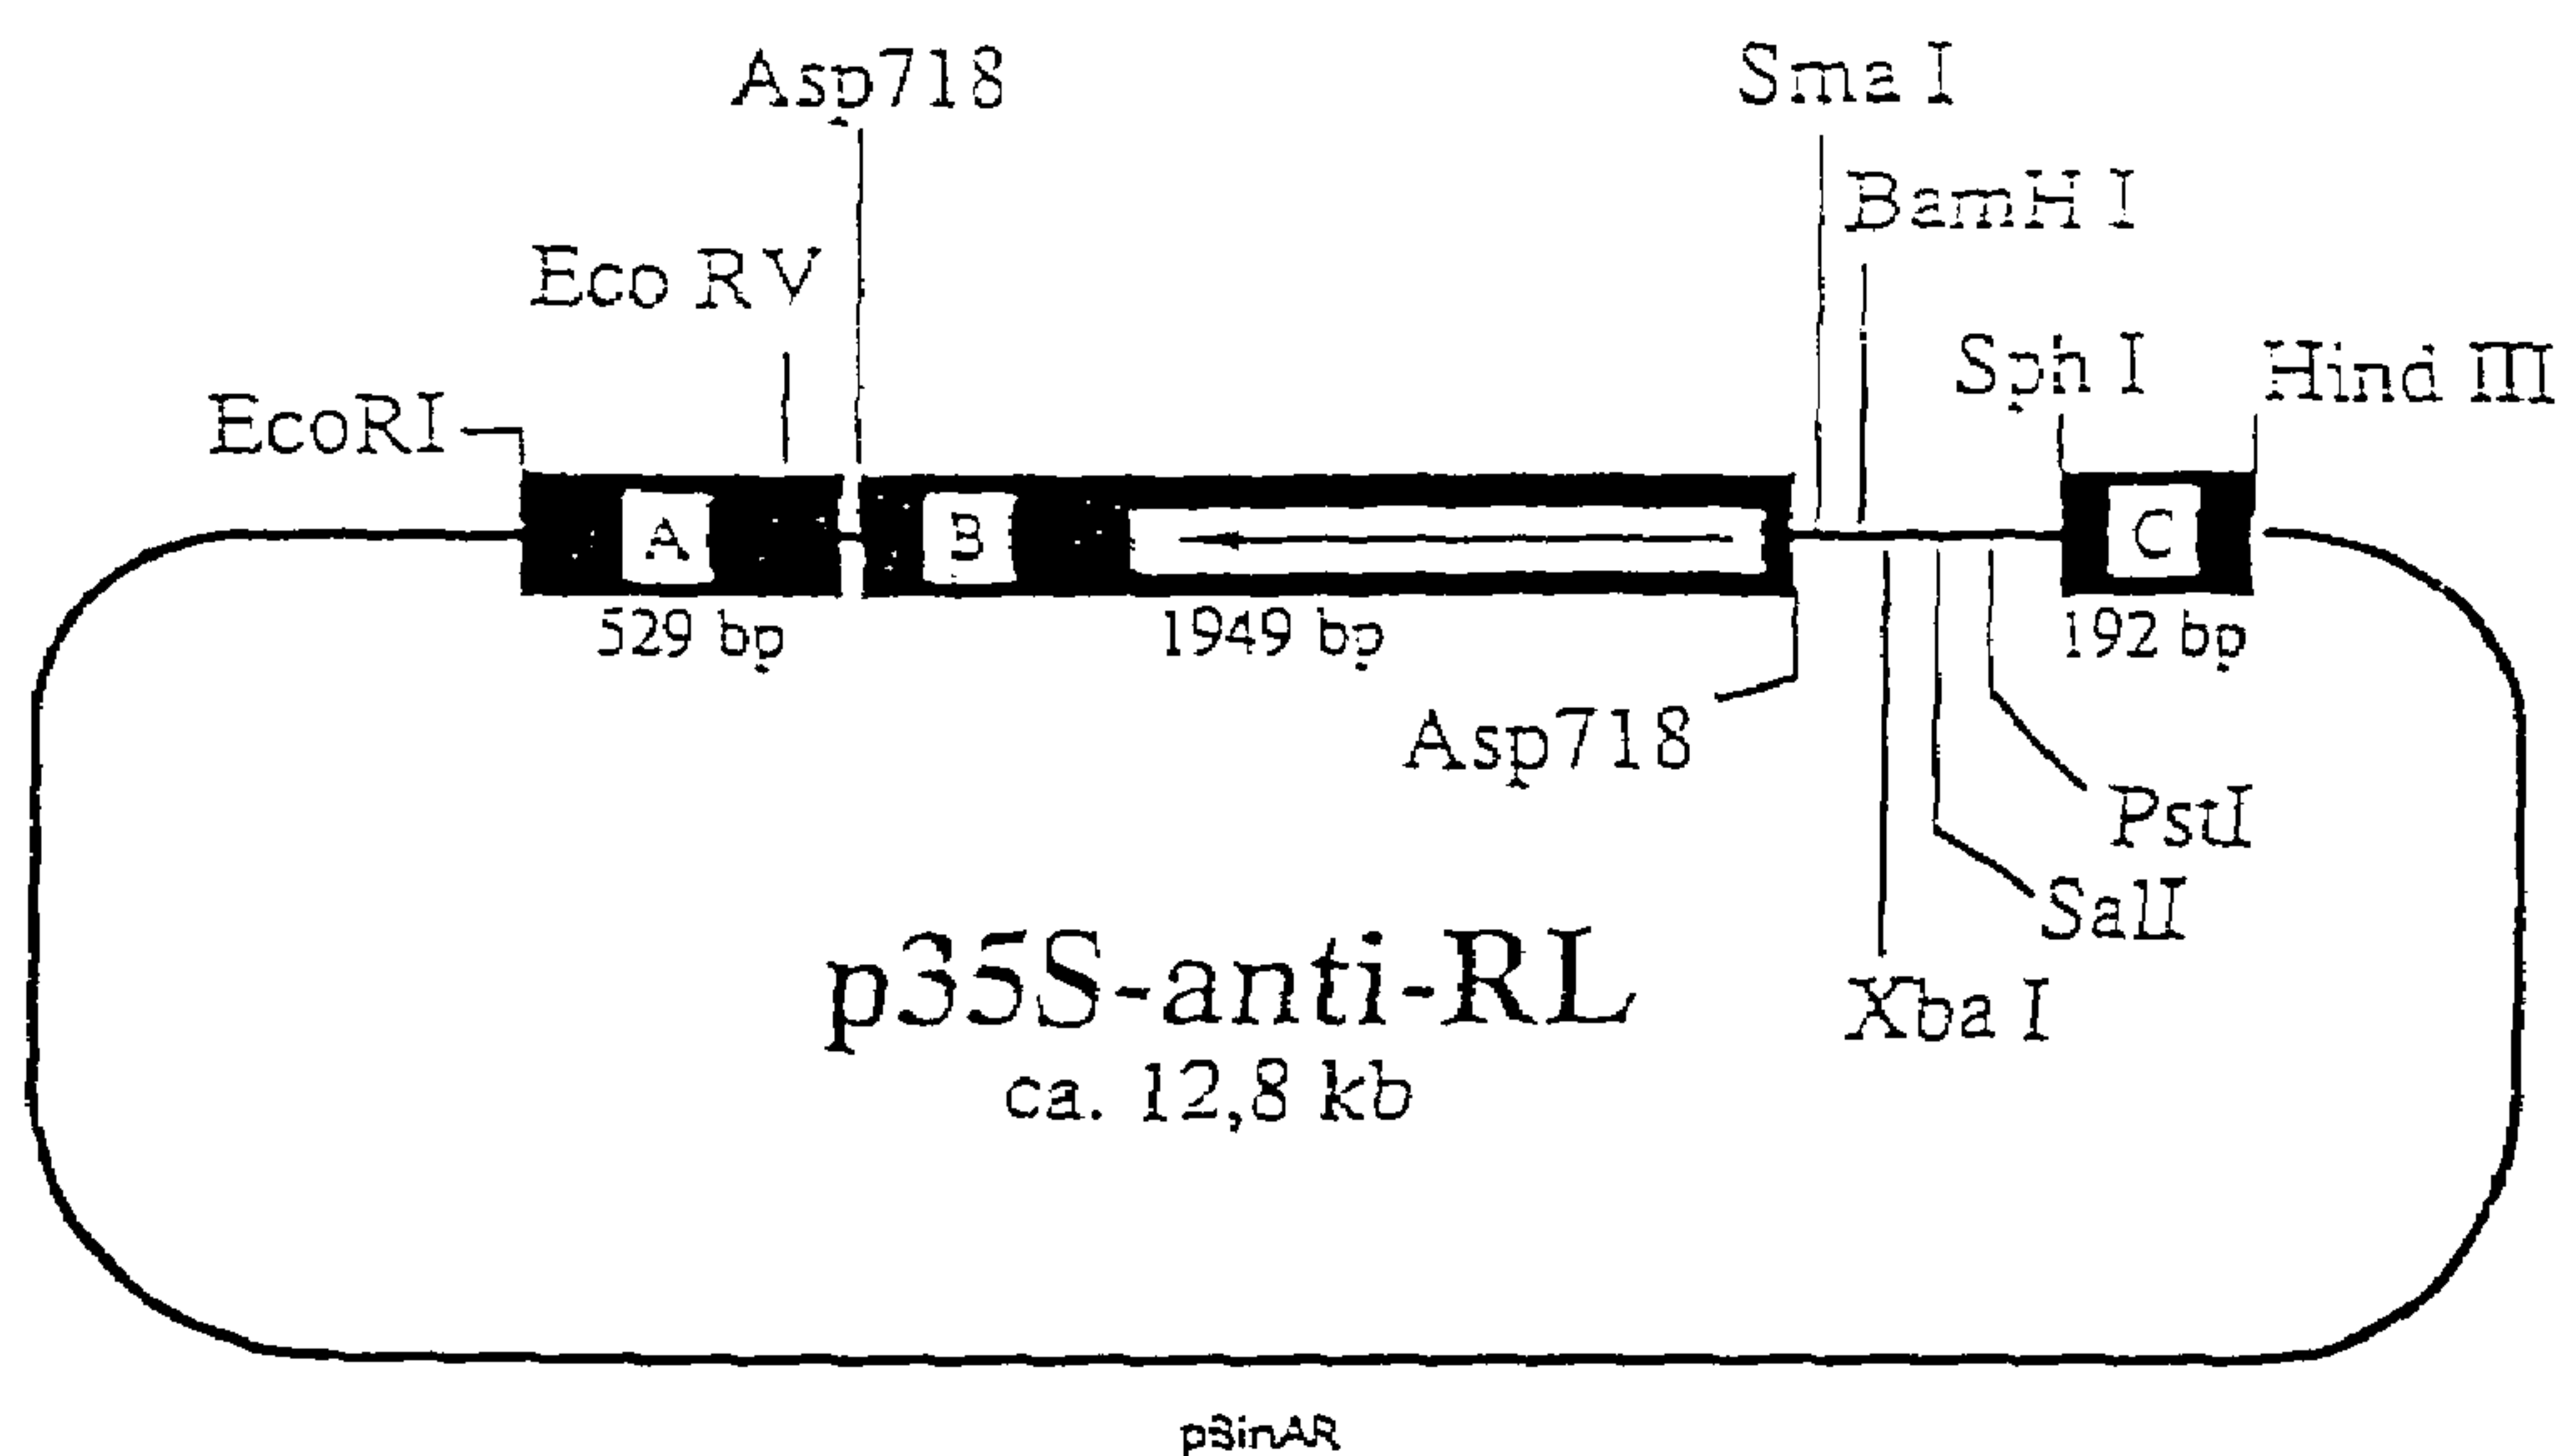 Asp718
Sma I
BamH I
Eco RV
Sph I
Hind III
EcoRI
A
B
C
529 bp
1949 bp
192 bp
Asp718
PstI
SalI
Xba I
p35S-anti-RL
ca. 12,8 kb
pBinAR